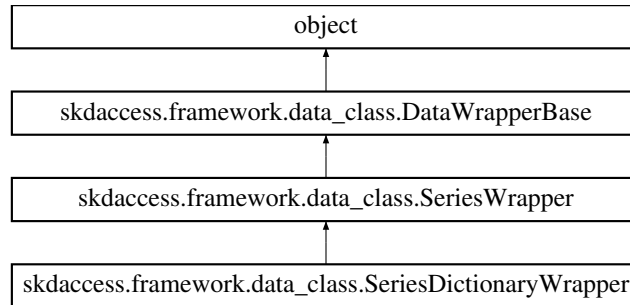 object
skdaccess.framework.data_class.DataWrapperBase
skdaccess.framework.data_class.SeriesWrapper
skdaccess.framework.data_class.SeriesDictionaryWrapper